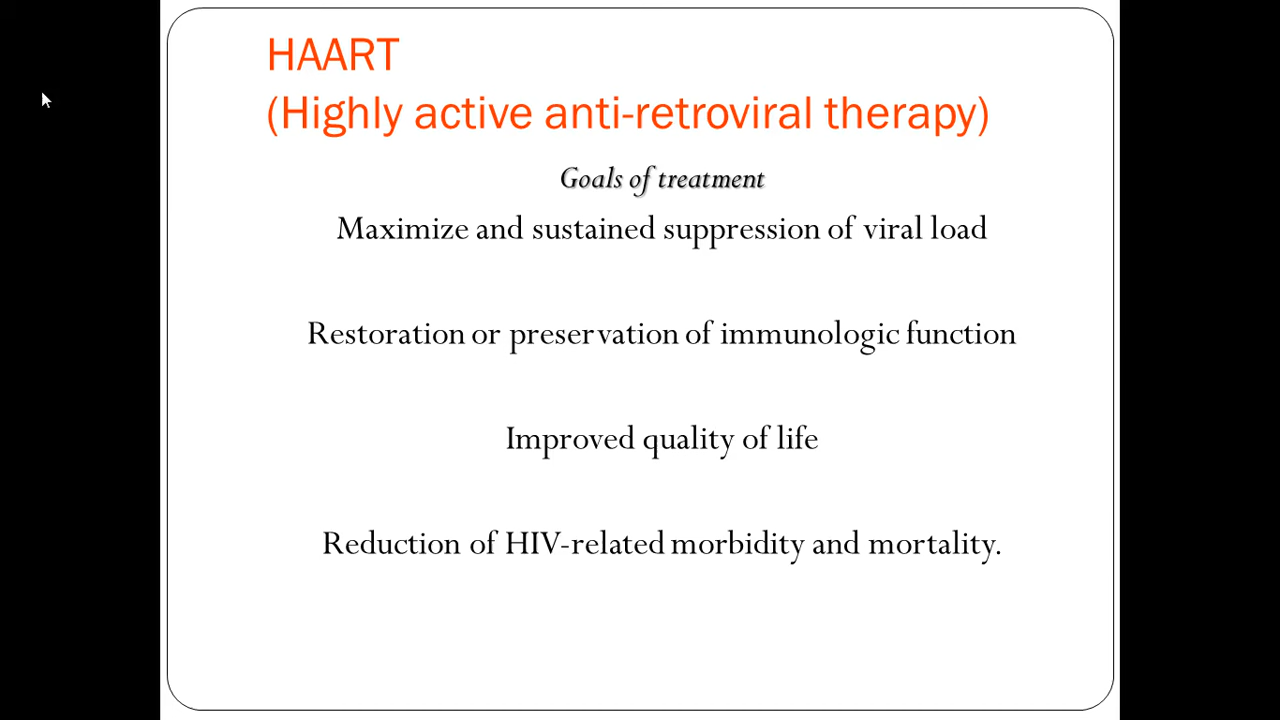 HAART
(Highly active anti-retroviral therapy)
Goals of treatment
Maximize and sustained suppression of viral load
Restoration or preservation of immunologic function
Improved quality of life
Reduction of HIV-related morbidity and mortality.